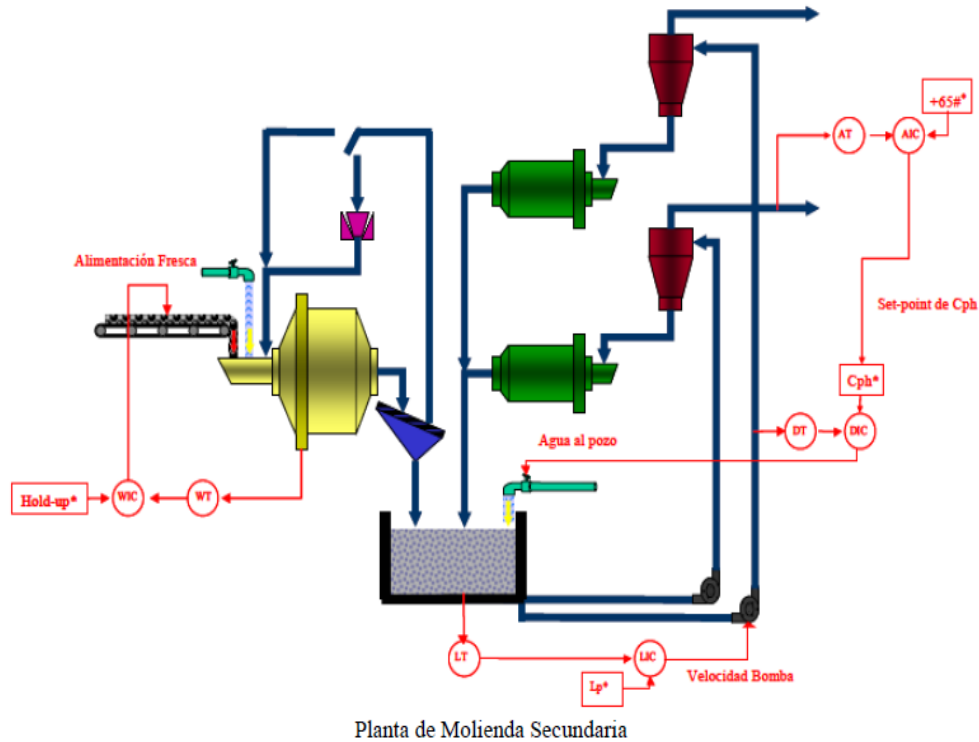 +65#*
AT
AIC
Alimentación Fresca
Set-point de Cph
Cph*
DT
DIC
Agua al pozo
Hold-up*
WIC
WT
LT
LIC
Velocidad Bomba
Lp*
Planta de Molienda Secundaria